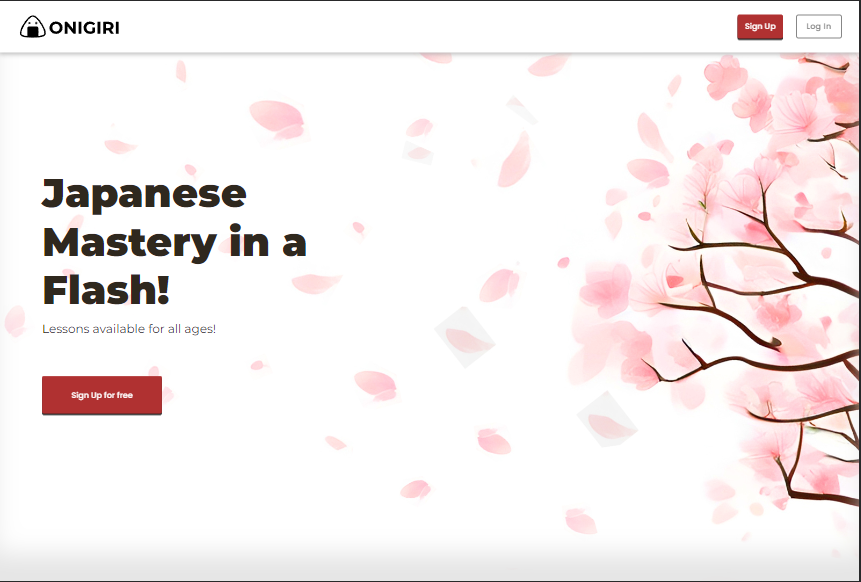 ONIGIRI
Sign Up
Log In
Japanese
Mastery in a
Flash!
Lessons available for all ages!
Sign Up for free